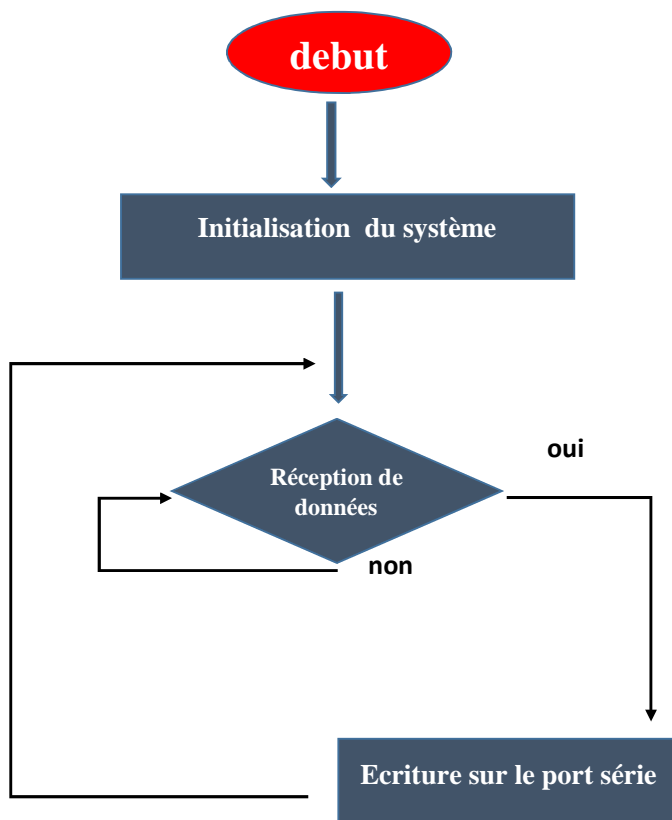 debut
Initialisation du système
Réception de
données
oui
non
Ecriture sur le port série